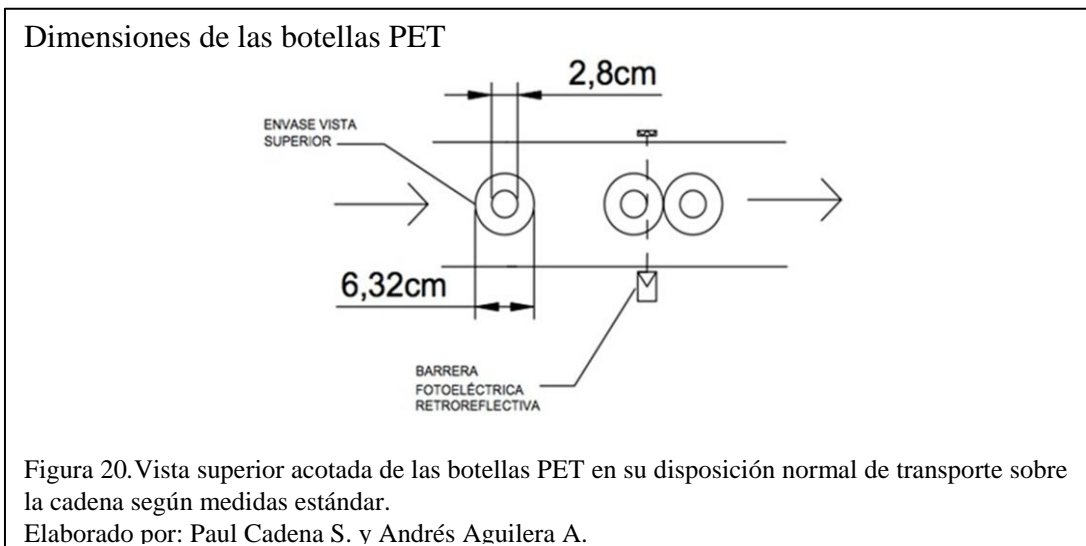 Dimensiones de las botellas PET
2,8cm
ENVASE VISTA
SUPERIOR
6,32cm
BARRERA
FOTOELÉCTRICA
RETROREFLECTIVA
Figura 20.Vista superior acotada de las botellas PET en su disposición normal de transporte sobre
la cadena según medidas estándar.
Elaborado por: Paul Cadena S. y Andrés Aguilera A.